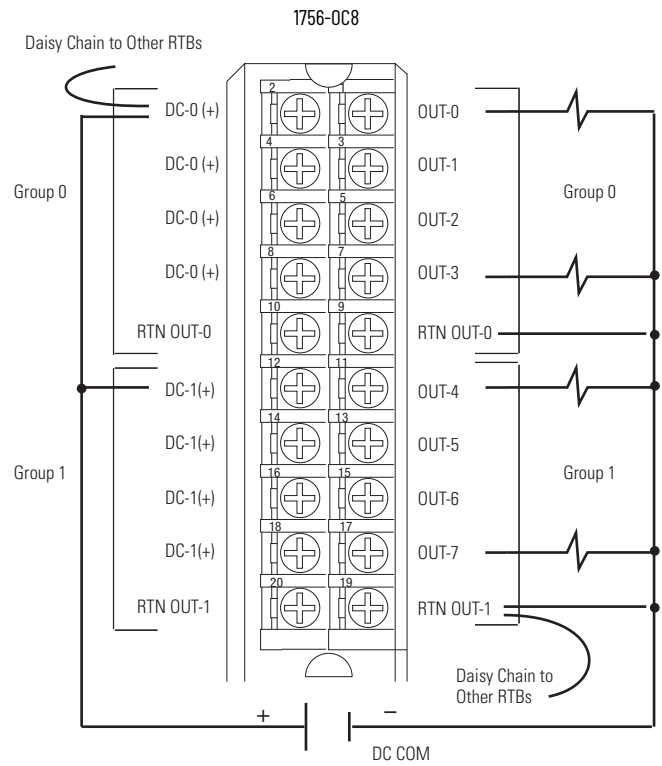 1756-OC8
Daisy Chain to Other RTBs
DC-0 (+)
2
1
OUT-0
DC-0 (+)
4
3
OUT-1
Group 0
DC-0 (+)
6
5
OUT-2
Group 0
DC-0 (+)
8
7
OUT-3
RTN OUT-0
10
9
RTN OUT-0
DC-1(+)
12
11
OUT-4
DC-1(+)
14
13
OUT-5
Group 1
DC-1(+)
16
15
OUT-6
Group 1
DC-1(+)
18
17
OUT-7
RTN OUT-1
20
19
RTN OUT-1
Daisy Chain to
Other RTBs
+
–
DC COM